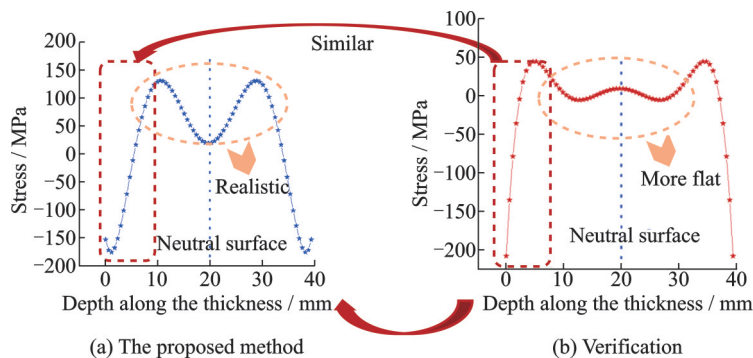 Similar
200
150
100
50
0
−50
−100
−150
−200
Stress / MPa
Realistic
Neutral surface
0
10
20
30
40
Depth along the thickness / mm
(a) The proposed method
100
50
0
−50
−100
−150
−200
Stress / MPa
More flat
Neutral surface
0
10
20
30
40
Depth along the thickness / mm
(b) Verification